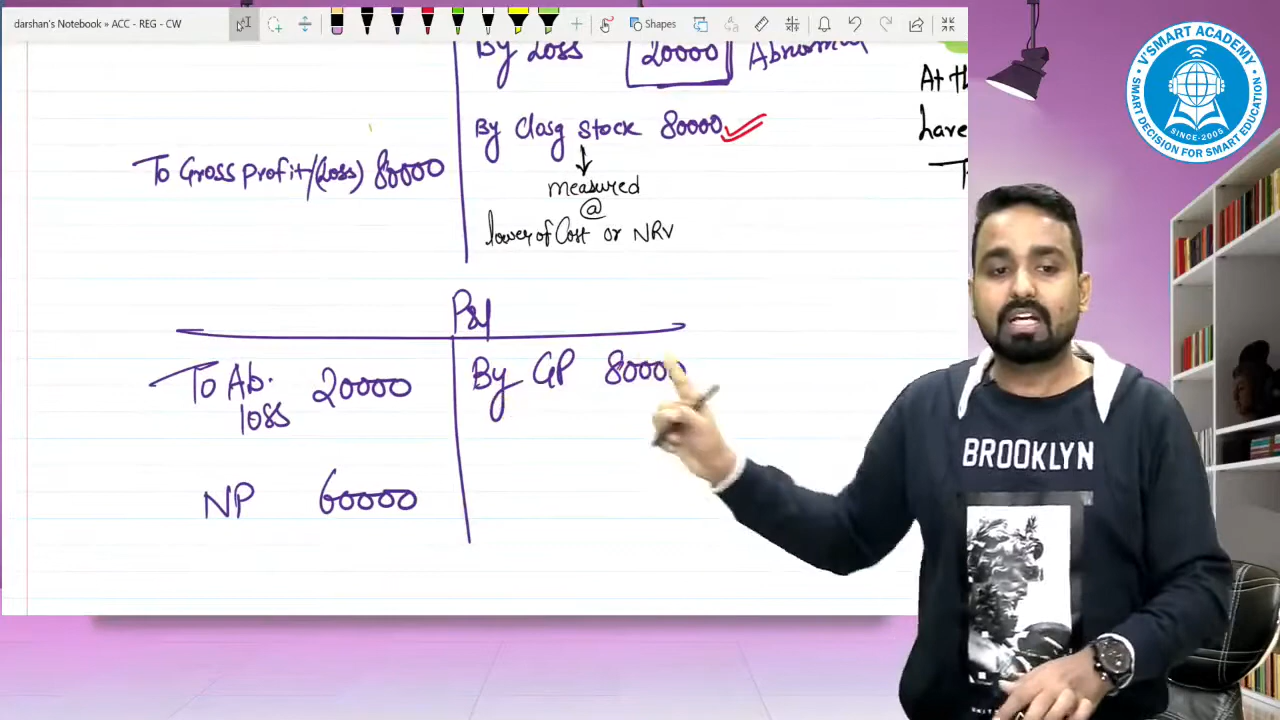 darshan's Notebook » ACC - REG - CW
Shapes
By Loss 20000 Abnormal
By Closg stock 80000
To Gross profit/(Loss) 80000
measured
@
lower of Cost or NRV
At th
have
P&L
To Ab. loss 20000
By GP 80000
NP 60000
V'SMART ACADEMY
SINCE-2005
SMART DECISION FOR SMART EDUCATION
BROOKLYN